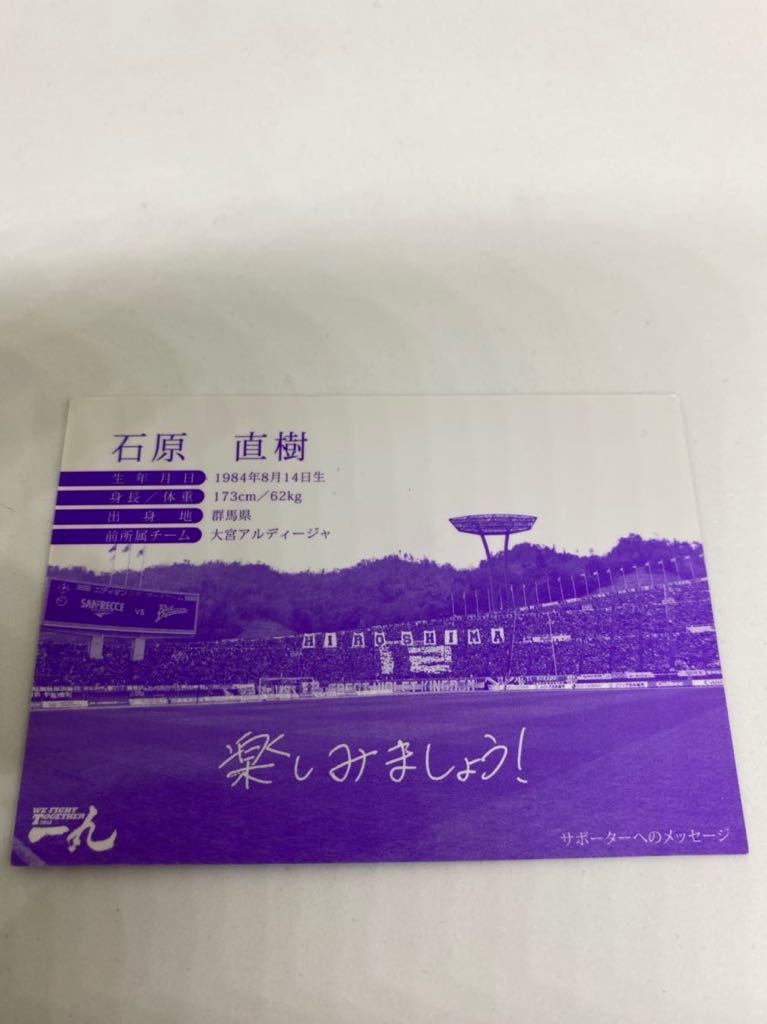 石原 直樹
生年月日 1984年8月14日生
身長／体重 173cm／62kg
出身地 群馬県
前所属チーム 大宮アルディージャ
SANFRECCE VS
HIROSHIMA
楽しみましょう!
WE FIGHT
TOGETHER
一丸
サポーターへのメッセージ